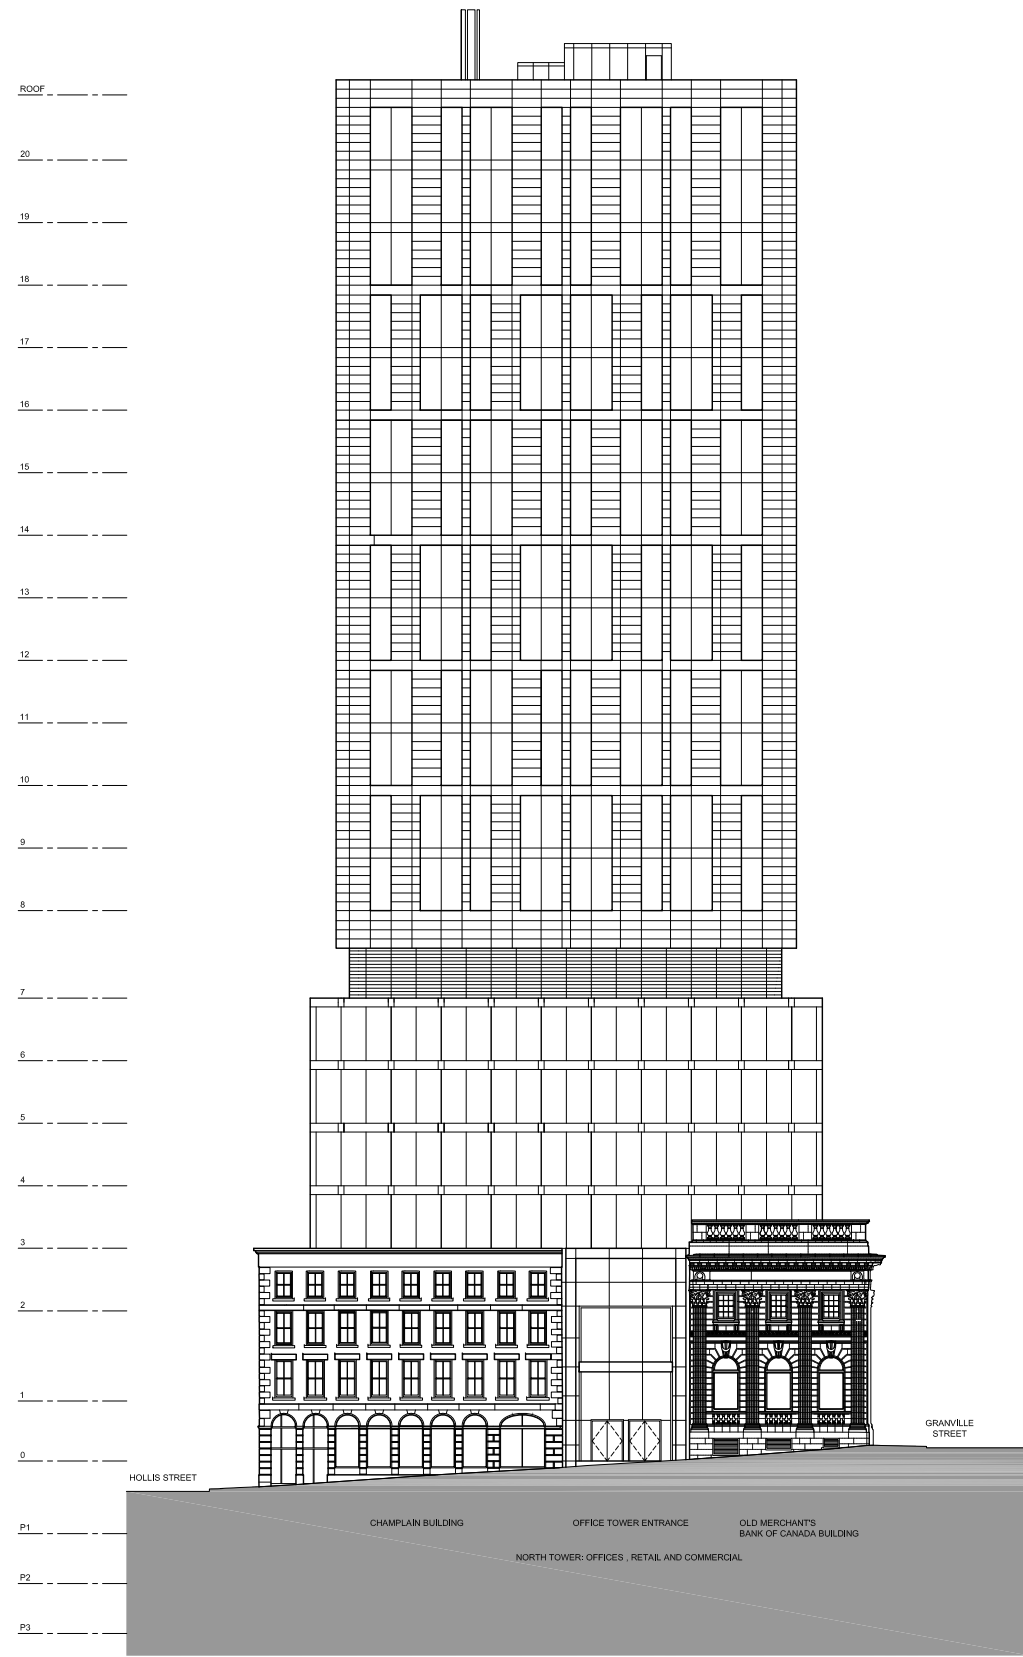 ROOF
20
19
18
17
16
15
14
13
12
11
10
9
8
7
6
5
4
3
2
1
0
GRANVILLE
STREET
HOLLIS STREET
P1
CHAMPLAIN BUILDING
OFFICE TOWER ENTRANCE
OLD MERCHANT'S
BANK OF CANADA BUILDING
NORTH TOWER: OFFICES , RETAIL AND COMMERCIAL
P2
P3